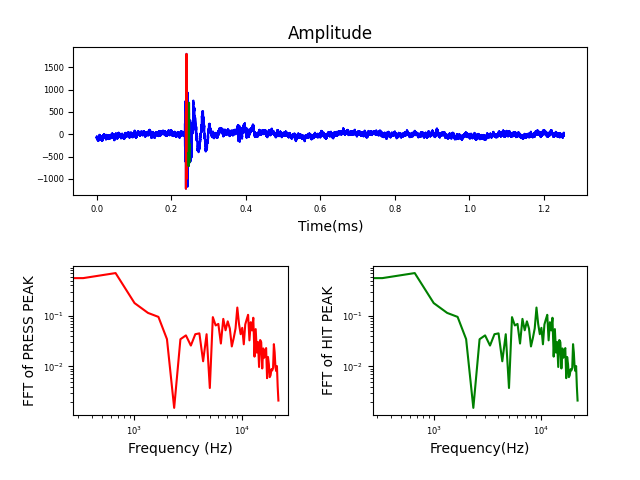 Amplitude
1500
1000
500
0
−500
−1000
0.0 0.2 0.4 0.6 0.8 1.0 1.2
Time(ms)
FFT of PRESS PEAK
10⁻¹
10⁻²
10³ 10⁴
Frequency (Hz)
FFT of HIT PEAK
10⁻¹
10⁻²
10³ 10⁴
Frequency(Hz)